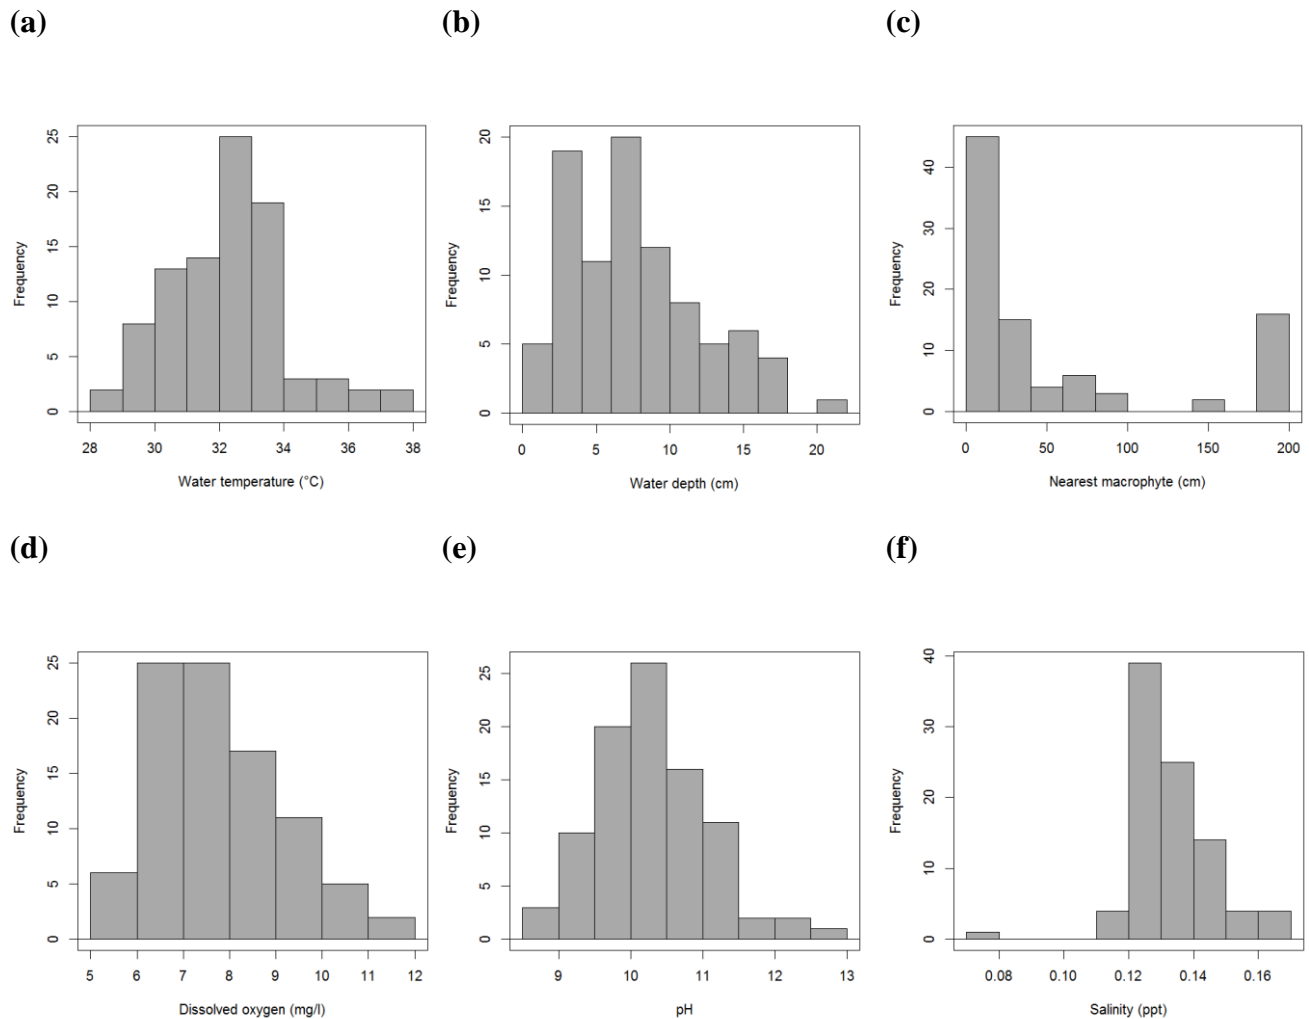 (a)
(b)
(c)
Frequency
0 5 10 15 20 25
28 30 32 34 36 38
Water temperature (°C)
Frequency
0 5 10 15 20
0 5 10 15 20
Water depth (cm)
Frequency
0 10 20 30 40
0 50 100 150 200
Nearest macrophyte (cm)
(d)
(e)
(f)
Frequency
0 5 10 15 20 25
5 6 7 8 9 10 11 12
Dissolved oxygen (mg/l)
Frequency
0 5 10 15 20 25
9 10 11 12 13
pH
Frequency
0 10 20 30 40
0.08 0.10 0.12 0.14 0.16
Salinity (ppt)